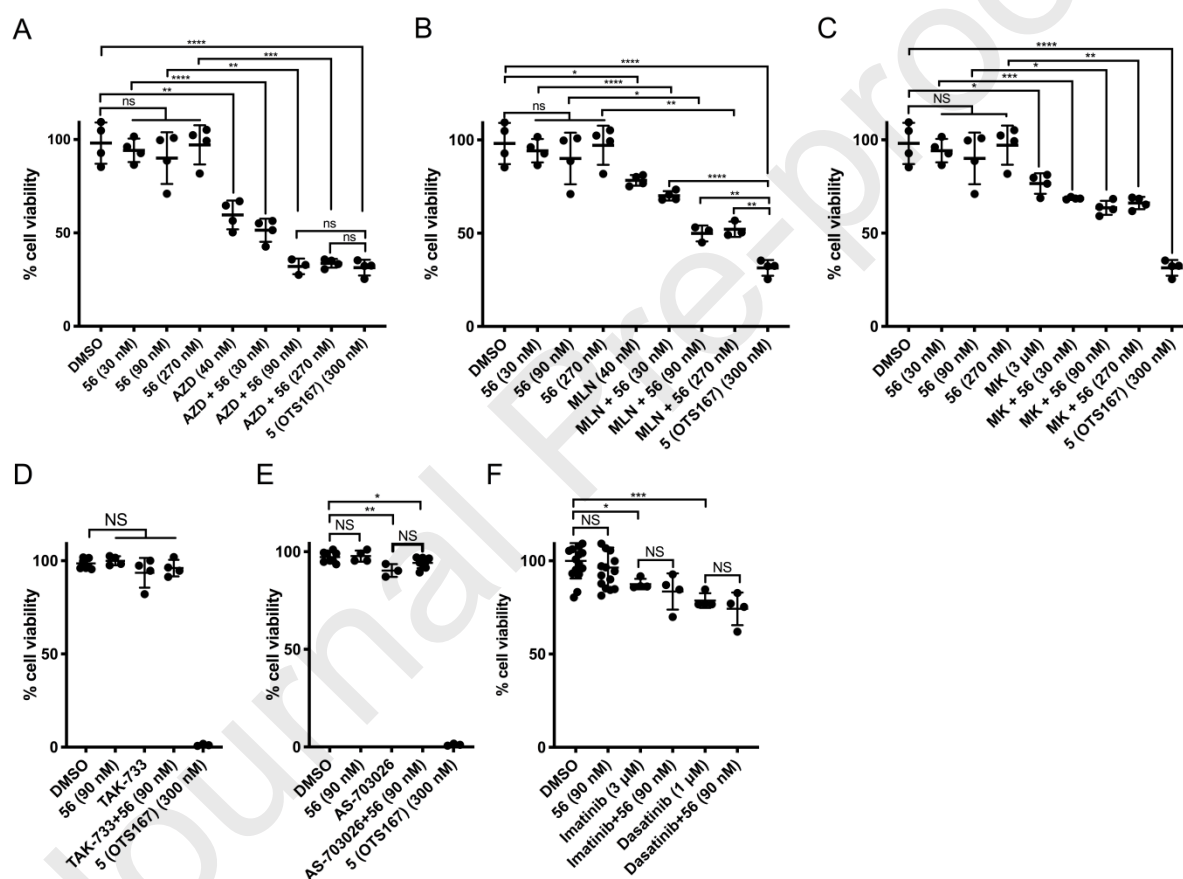 Journal Pre-proo
A
****
***
**
****
**
ns
ns
ns
% cell viability
100
50
0
DMSO
56 (30 nM)
56 (90 nM)
56 (270 nM)
AZD (40 nM)
AZD + 56 (30 nM)
AZD + 56 (90 nM)
AZD + 56 (270 nM)
5 (OTS167) (300 nM)
B
****
*
****
*
**
ns
****
**
**
% cell viability
100
50
0
DMSO
56 (30 nM)
56 (90 nM)
56 (270 nM)
MLN (40 nM)
MLN + 56 (30 nM)
MLN + 56 (90 nM)
MLN + 56 (270 nM)
5 (OTS167) (300 nM)
C
****
**
*
***
*
NS
% cell viability
100
50
0
DMSO
56 (30 nM)
56 (90 nM)
56 (270 nM)
MK (3 µM)
MK + 56 (30 nM)
MK + 56 (90 nM)
MK + 56 (270 nM)
5 (OTS167) (300 nM)
D
NS
% cell viability
100
50
0
DMSO
56 (90 nM)
TAK-733
TAK-733+56 (90 nM)
5 (OTS167) (300 nM)
E
*
**
NS
NS
% cell viability
100
50
0
DMSO
56 (90 nM)
AS-703026
AS-703026+56 (90 nM)
5 (OTS167) (300 nM)
F
***
*
NS
NS
NS
% cell viability
100
50
0
DMSO
56 (90 nM)
Imatinib (3 µM)
Imatinib+56 (90 nM)
Dasatinib (1 µM)
Dasatinib+56 (90 nM)